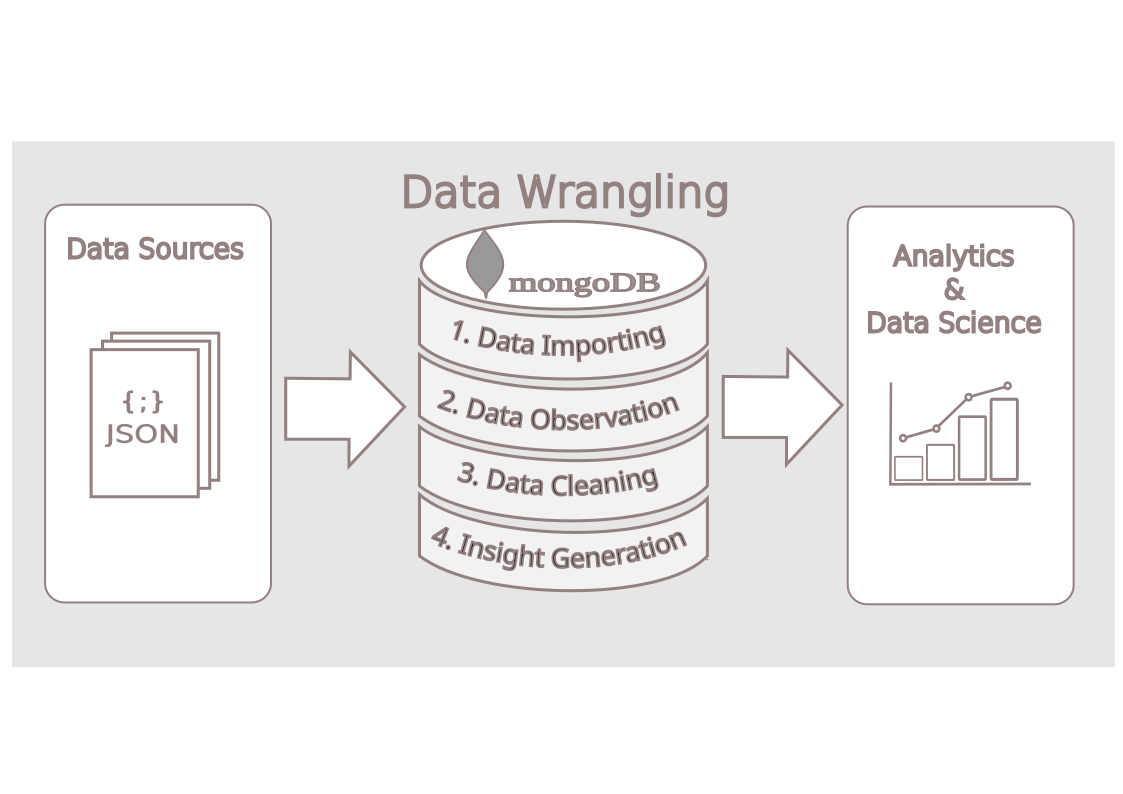 Data Wrangling
Data Sources
{;}
JSON
mongoDB
1. Data Importing
2. Data Observation
3. Data Cleaning
4. Insight Generation
Analytics
&
Data Science